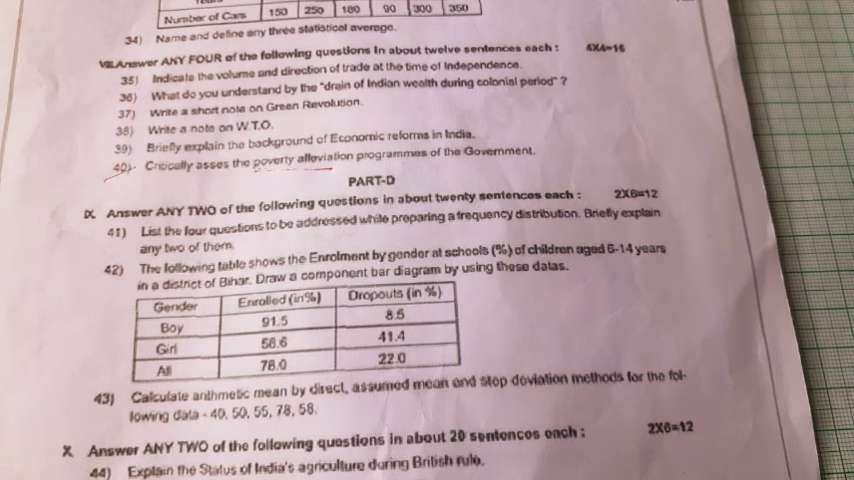 Years
Number of Cars 150 250 180 90 300 350
34) Name and define any three statistical average.
VIII.Answer ANY FOUR of the following questions in about twelve sentences each : 4X4=16
35) Indicate the volume and direction of trade at the time of Independence.
36) What do you understand by the "drain of Indian wealth during colonial period" ?
37) Write a short note on Green Revolution.
38) Write a note on W.T.O.
39) Briefly explain the background of Economic reforms in India.
40) Critically asses the poverty alleviation programmes of the Government.
PART-D
IX. Answer ANY TWO of the following questions in about twenty sentences each : 2X6=12
41) List the four questions to be addressed while preparing a frequency distribution. Briefly explain
any two of them.
42) The following table shows the Enrolment by gender at schools (%) of children aged 6-14 years
in a district of Bihar. Draw a component bar diagram by using these datas.
Gender Enrolled (in%) Dropouts (in %)
Boy 91.5 8.5
Girl 58.6 41.4
All 78.0 22.0
43) Calculate arithmetic mean by direct, assumed mean and step deviation methods for the fol-
lowing data - 40, 50, 55, 78, 58.
X Answer ANY TWO of the following questions in about 20 sentences each : 2X6=12
44) Explain the Status of India's agriculture during British rule.